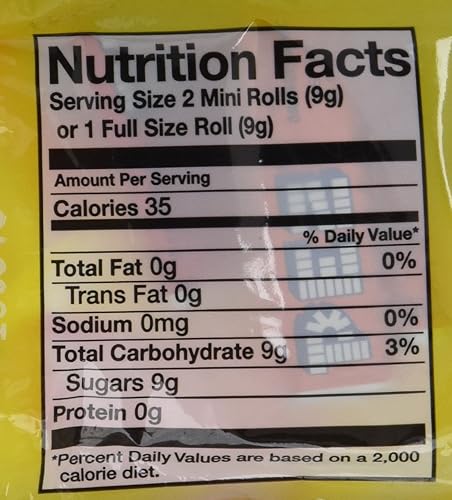 Nutrition Facts
Serving Size 2 Mini Rolls (9g)
or 1 Full Size Roll (9g)
Amount Per Serving
Calories 35
% Daily Value*
Total Fat 0g 0%
Trans Fat 0g
Sodium 0mg 0%
Total Carbohydrate 9g 3%
Sugars 9g
Protein 0g
*Percent Daily Values are based on a 2,000
calorie diet.